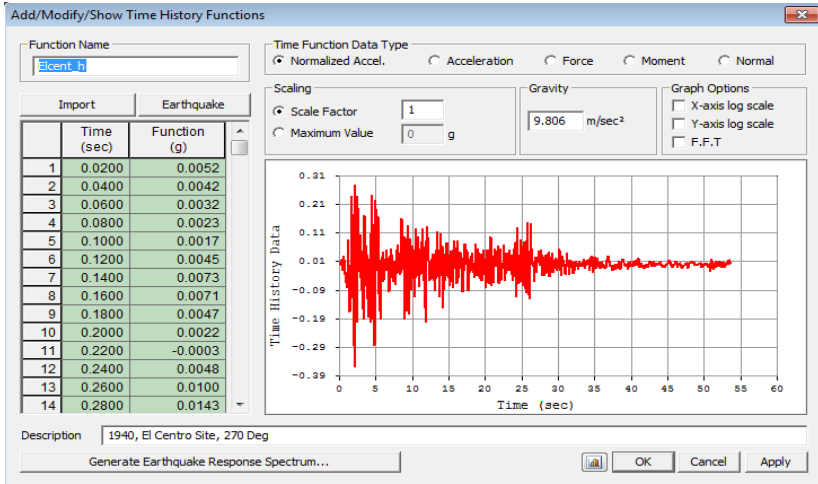 Add/Modify/Show Time History Functions
Function Name
Elcent_h
Import Earthquake
Time (sec) Function (g)
1 0.0200 0.0052
2 0.0400 0.0042
3 0.0600 0.0032
4 0.0800 0.0023
5 0.1000 0.0017
6 0.1200 0.0045
7 0.1400 0.0073
8 0.1600 0.0071
9 0.1800 0.0047
10 0.2000 0.0022
11 0.2200 -0.0003
12 0.2400 0.0048
13 0.2600 0.0100
14 0.2800 0.0143
Time Function Data Type
Normalized Accel. Acceleration Force Moment Normal
Scaling
Scale Factor 1
Maximum Value 0 g
Gravity
9.806 m/sec²
Graph Options
X-axis log scale
Y-axis log scale
F.F.T
Time History Data
0.31
0.21
0.11
0.01
-0.09
-0.19
-0.29
-0.39
0 5 10 15 20 25 30 35 40 45 50 55 60
Time (sec)
Description 1940, El Centro Site, 270 Deg
Generate Earthquake Response Spectrum... OK Cancel Apply